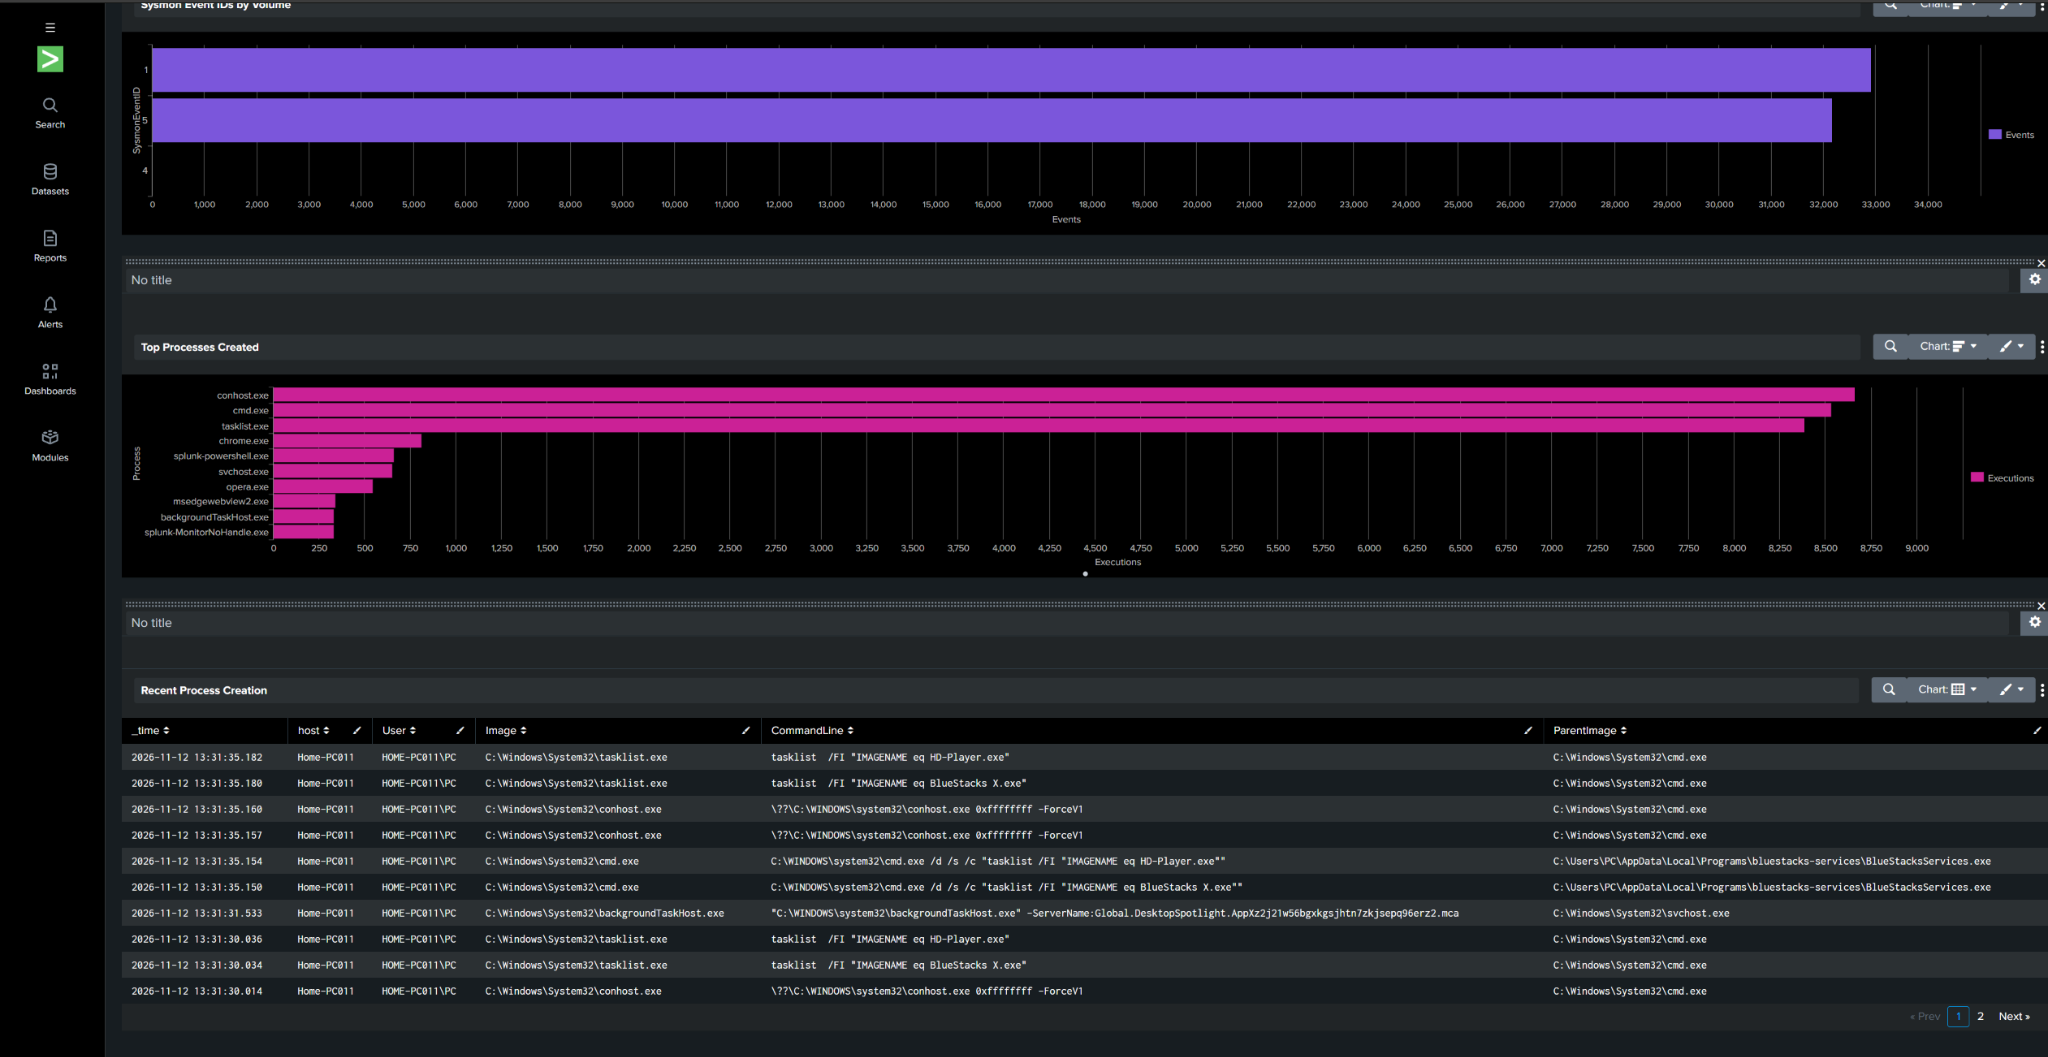 Sysmon Event IDs by Volume
Chart:
Search
Datasets
Reports
Alerts
Dashboards
Modules
SysmonEventID
1
5
4
0 1,000 2,000 3,000 4,000 5,000 6,000 7,000 8,000 9,000 10,000 11,000 12,000 13,000 14,000 15,000 16,000 17,000 18,000 19,000 20,000 21,000 22,000 23,000 24,000 25,000 26,000 27,000 28,000 29,000 30,000 31,000 32,000 33,000 34,000
Events
Events
No title
Top Processes Created
Chart:
Process
conhost.exe
cmd.exe
tasklist.exe
chrome.exe
splunk-powershell.exe
svchost.exe
opera.exe
msedgewebview2.exe
backgroundTaskHost.exe
splunk-MonitorNoHandle.exe
0 250 500 750 1,000 1,250 1,500 1,750 2,000 2,250 2,500 2,750 3,000 3,250 3,500 3,750 4,000 4,250 4,500 4,750 5,000 5,250 5,500 5,750 6,000 6,250 6,500 6,750 7,000 7,250 7,500 7,750 8,000 8,250 8,500 8,750 9,000
Executions
Executions
No title
Recent Process Creation
Chart:
_time host User Image CommandLine ParentImage
2026-11-12 13:31:35.182 Home-PC011 HOME-PC011\PC C:\Windows\System32\tasklist.exe tasklist  /FI "IMAGENAME eq HD-Player.exe" C:\Windows\System32\cmd.exe
2026-11-12 13:31:35.180 Home-PC011 HOME-PC011\PC C:\Windows\System32\tasklist.exe tasklist  /FI "IMAGENAME eq BlueStacks X.exe" C:\Windows\System32\cmd.exe
2026-11-12 13:31:35.160 Home-PC011 HOME-PC011\PC C:\Windows\System32\conhost.exe \??\C:\WINDOWS\system32\conhost.exe 0xffffffff -ForceV1 C:\Windows\System32\cmd.exe
2026-11-12 13:31:35.157 Home-PC011 HOME-PC011\PC C:\Windows\System32\conhost.exe \??\C:\WINDOWS\system32\conhost.exe 0xffffffff -ForceV1 C:\Windows\System32\cmd.exe
2026-11-12 13:31:35.154 Home-PC011 HOME-PC011\PC C:\Windows\System32\cmd.exe C:\WINDOWS\system32\cmd.exe /d /s /c "tasklist /FI "IMAGENAME eq HD-Player.exe"" C:\Users\PC\AppData\Local\Programs\bluestacks-services\BlueStacksServices.exe
2026-11-12 13:31:35.150 Home-PC011 HOME-PC011\PC C:\Windows\System32\cmd.exe C:\WINDOWS\system32\cmd.exe /d /s /c "tasklist /FI "IMAGENAME eq BlueStacks X.exe"" C:\Users\PC\AppData\Local\Programs\bluestacks-services\BlueStacksServices.exe
2026-11-12 13:31:31.533 Home-PC011 HOME-PC011\PC C:\Windows\System32\backgroundTaskHost.exe "C:\WINDOWS\system32\backgroundTaskHost.exe" -ServerName:Global.DesktopSpotlight.AppXz2j21w56bgxkgsjhtn7zkjsepq96erz2.mca C:\Windows\System32\svchost.exe
2026-11-12 13:31:30.036 Home-PC011 HOME-PC011\PC C:\Windows\System32\tasklist.exe tasklist  /FI "IMAGENAME eq HD-Player.exe" C:\Windows\System32\cmd.exe
2026-11-12 13:31:30.034 Home-PC011 HOME-PC011\PC C:\Windows\System32\tasklist.exe tasklist  /FI "IMAGENAME eq BlueStacks X.exe" C:\Windows\System32\cmd.exe
2026-11-12 13:31:30.014 Home-PC011 HOME-PC011\PC C:\Windows\System32\conhost.exe \??\C:\WINDOWS\system32\conhost.exe 0xffffffff -ForceV1 C:\Windows\System32\cmd.exe
« Prev 1 2 Next »